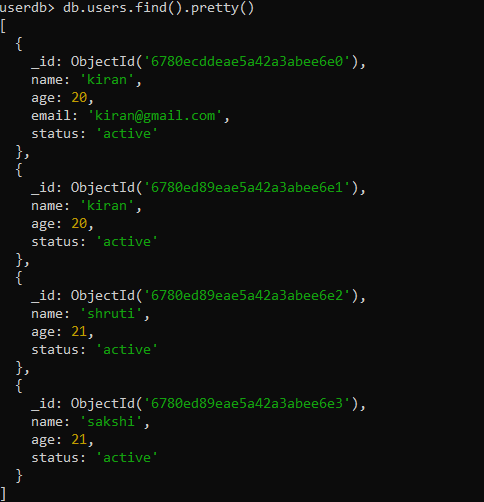 userdb> db.users.find().pretty()
[
  {
    _id: ObjectId('6780ecddeae5a42a3abee6e0'),
    name: 'kiran',
    age: 20,
    email: 'kiran@gmail.com',
    status: 'active'
  },
  {
    _id: ObjectId('6780ed89eae5a42a3abee6e1'),
    name: 'kiran',
    age: 20,
    status: 'active'
  },
  {
    _id: ObjectId('6780ed89eae5a42a3abee6e2'),
    name: 'shruti',
    age: 21,
    status: 'active'
  },
  {
    _id: ObjectId('6780ed89eae5a42a3abee6e3'),
    name: 'sakshi',
    age: 21,
    status: 'active'
  }
]